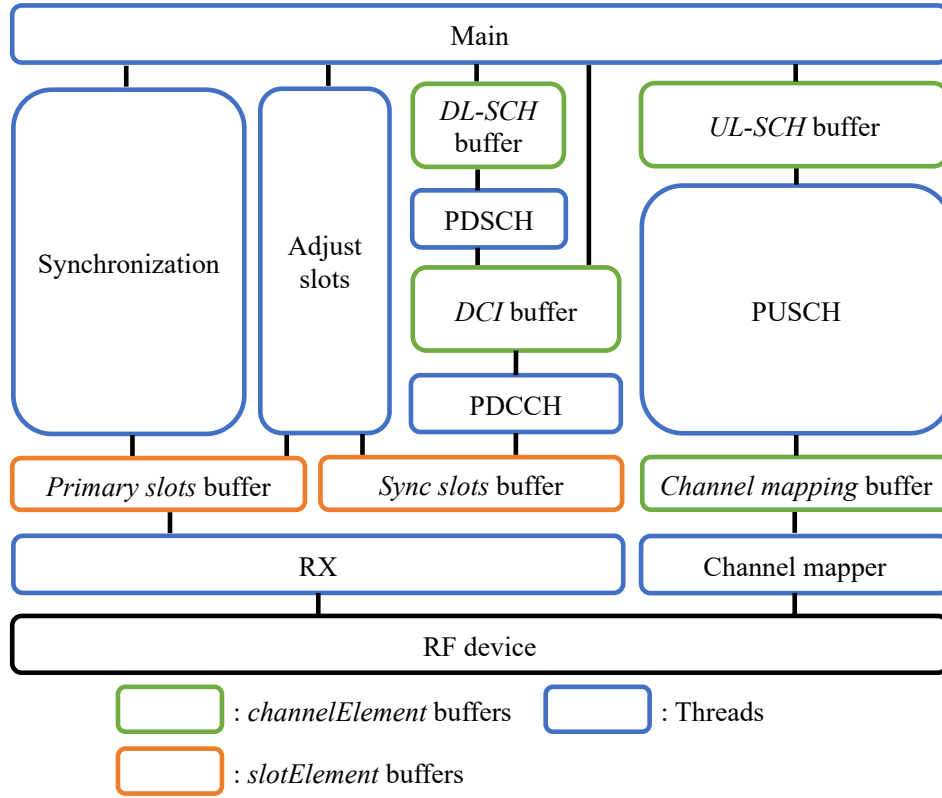 Main
Synchronization
Adjust
slots
DL-SCH
buffer
PDSCH
DCI buffer
PDCCH
UL-SCH buffer
PUSCH
Primary slots buffer
Sync slots buffer
Channel mapping buffer
RX
Channel mapper
RF device
: channelElement buffers
: Threads
: slotElement buffers